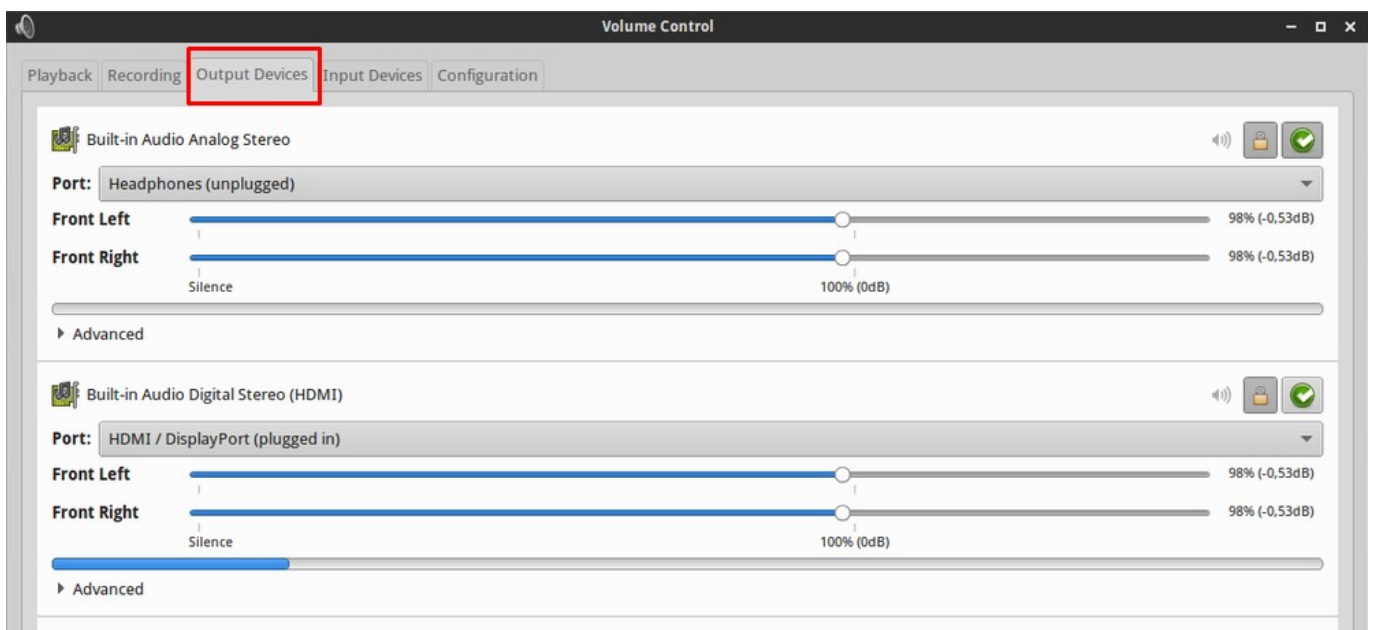 Volume Control
Playback Recording Output Devices Input Devices Configuration
Built-in Audio Analog Stereo
Port: Headphones (unplugged)
Front Left 98% (-0,53dB)
Front Right 98% (-0,53dB)
Silence 100% (0dB)
Advanced
Built-in Audio Digital Stereo (HDMI)
Port: HDMI / DisplayPort (plugged in)
Front Left 98% (-0,53dB)
Front Right 98% (-0,53dB)
Silence 100% (0dB)
Advanced